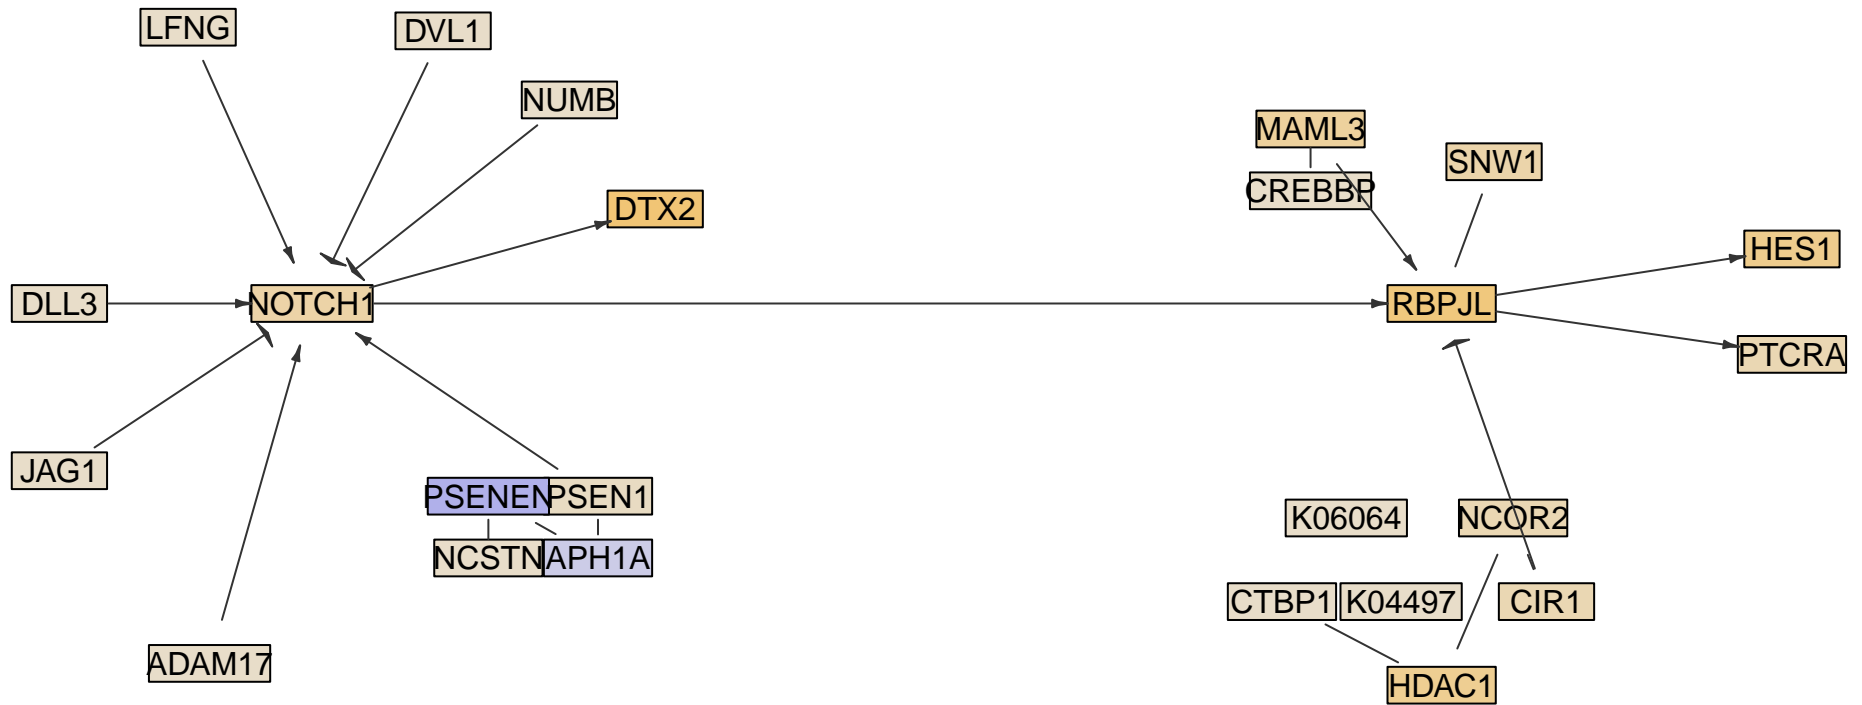 LFNG
DVL1
NUMB
MAML3
SNW1
CREBBP
DTX2
HES1
DLL3
NOTCH1
RBPJL
PTCRA
JAG1
PSENEN
PSEN1
K06064
NCOR2
NCSTN
APH1A
CTBP1
K04497
CIR1
ADAM17
HDAC1